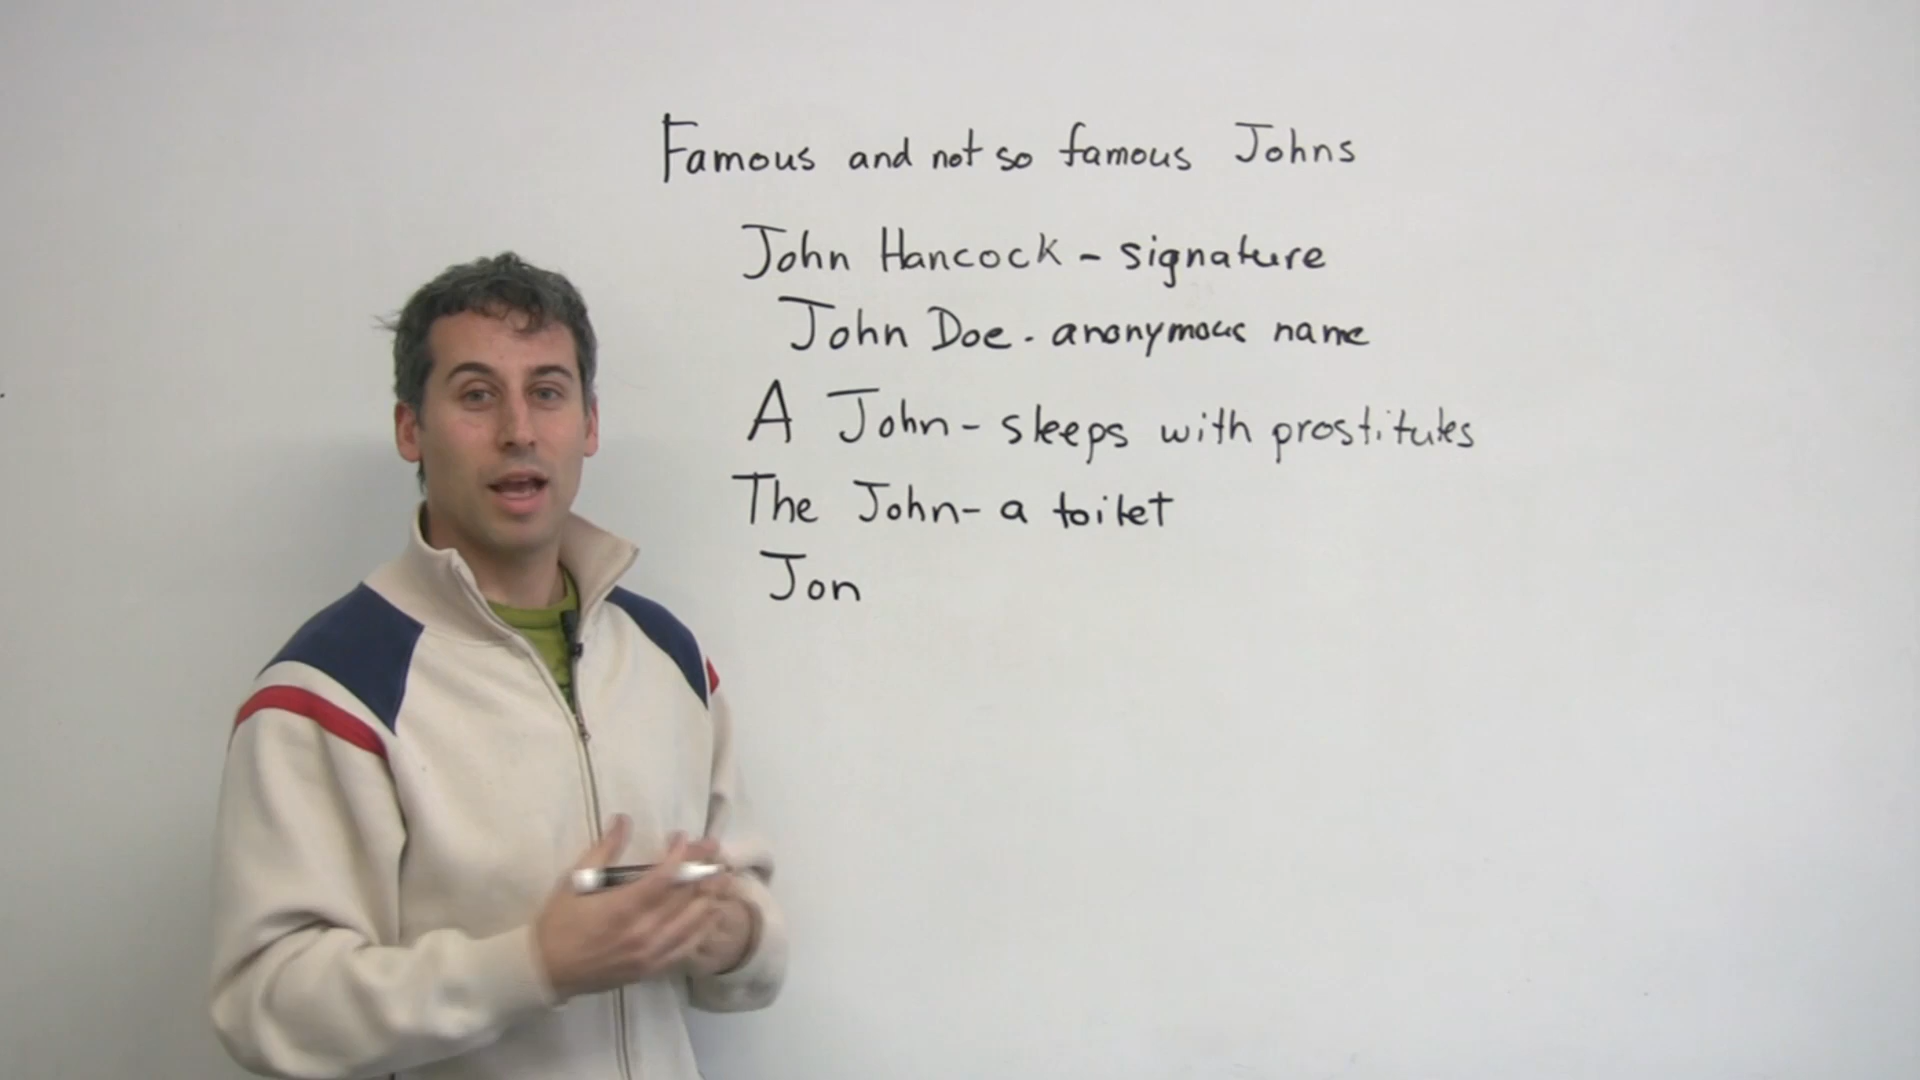 Famous and not so famous Johns
John Hancock - signature
John Doe - anonymous name
A John - sleeps with prostitutes
The John - a toilet
Jon